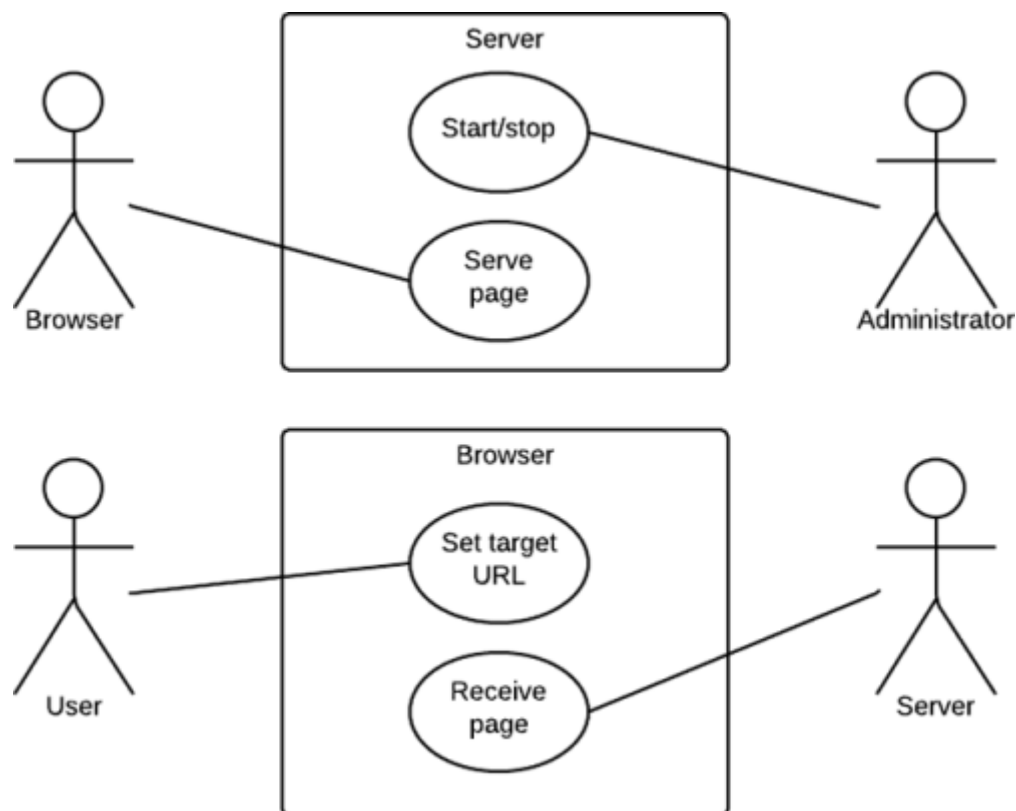 Server
Start/stop
Serve
page
Browser
Administrator
Browser
Set target
URL
Receive
page
User
Server